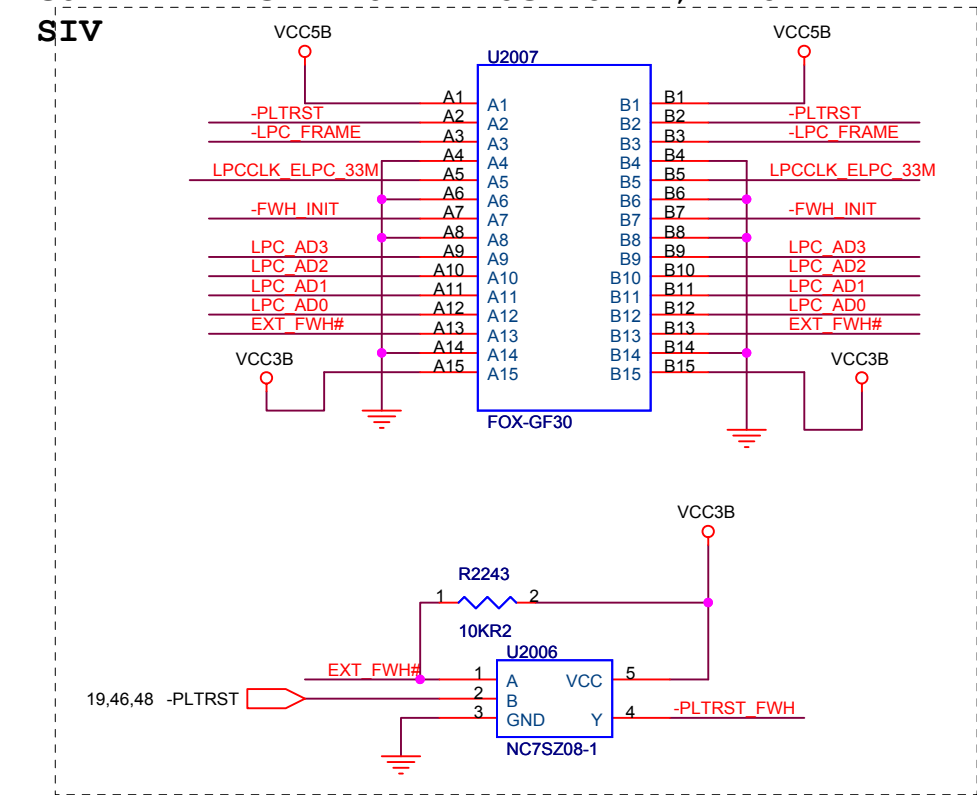 SIV
VCC5B VCC5B
U2007
A1 A1 B1 B1
-PLTRST A2 A2 B2 B2 -PLTRST
-LPC_FRAME A3 A3 B3 B3 -LPC_FRAME
A4 A4 B4 B4
LPCCLK_ELPC_33M A5 A5 B5 B5 LPCCLK_ELPC_33M
A6 A6 B6 B6
-FWH_INIT A7 A7 B7 B7 -FWH_INIT
A8 A8 B8 B8
LPC_AD3 A9 A9 B9 B9 LPC_AD3
LPC_AD2 A10 A10 B10 B10 LPC_AD2
LPC_AD1 A11 A11 B11 B11 LPC_AD1
LPC_AD0 A12 A12 B12 B12 LPC_AD0
EXT_FWH# A13 A13 B13 B13 EXT_FWH#
A14 A14 B14 B14
VCC3B A15 A15 B15 B15 VCC3B
FOX-GF30
VCC3B
R2243
1 2
10KR2
U2006
EXT_FWH# 1 A VCC 5
19,46,48 -PLTRST 2 B
3 GND Y 4 -PLTRST_FWH
NC7SZ08-1